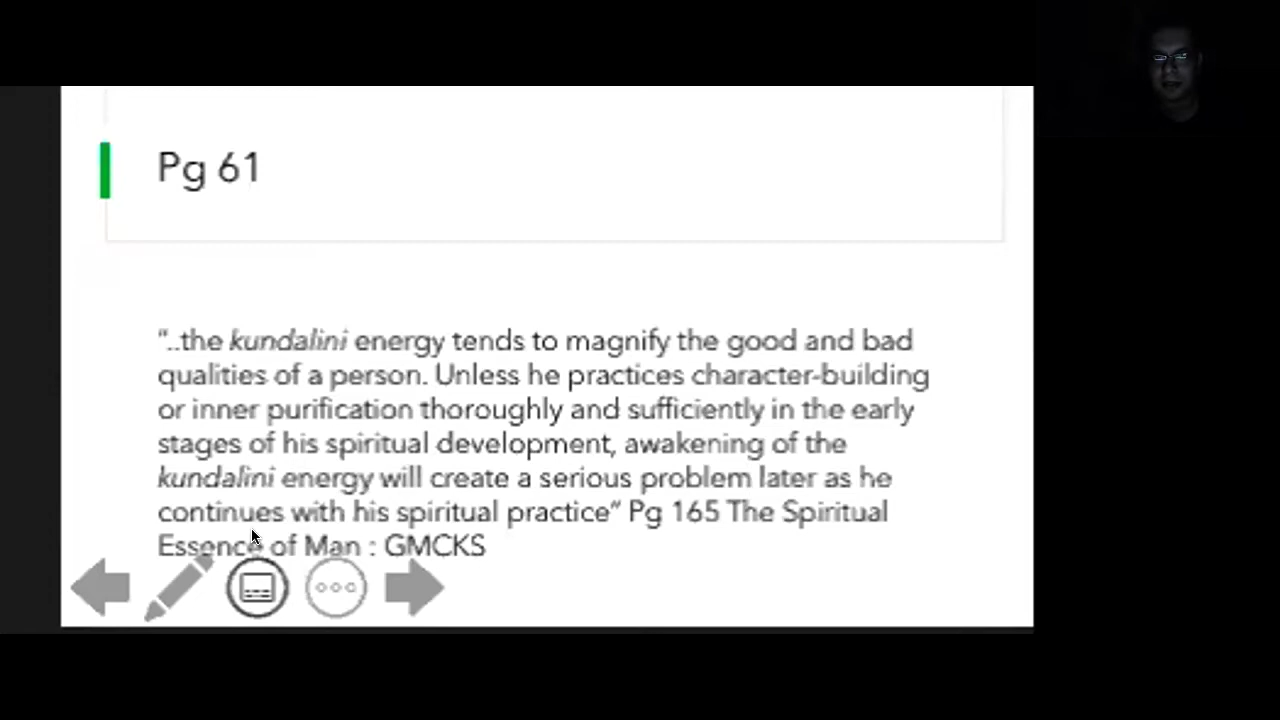 Pg 61
“..the kundalini energy tends to magnify the good and bad
qualities of a person. Unless he practices character-building
or inner purification thoroughly and sufficiently in the early
stages of his spiritual development, awakening of the
kundalini energy will create a serious problem later as he
continues with his spiritual practice” Pg 165 The Spiritual
Essence of Man : GMCKS